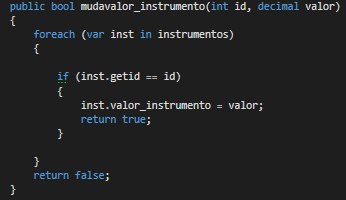 public bool mudavalor_instrumento(int id, decimal valor)
{
    foreach (var inst in instrumentos)
    {
        if (inst.getid == id)
        {
            inst.valor_instrumento = valor;
            return true;
        }
    }
    return false;
}